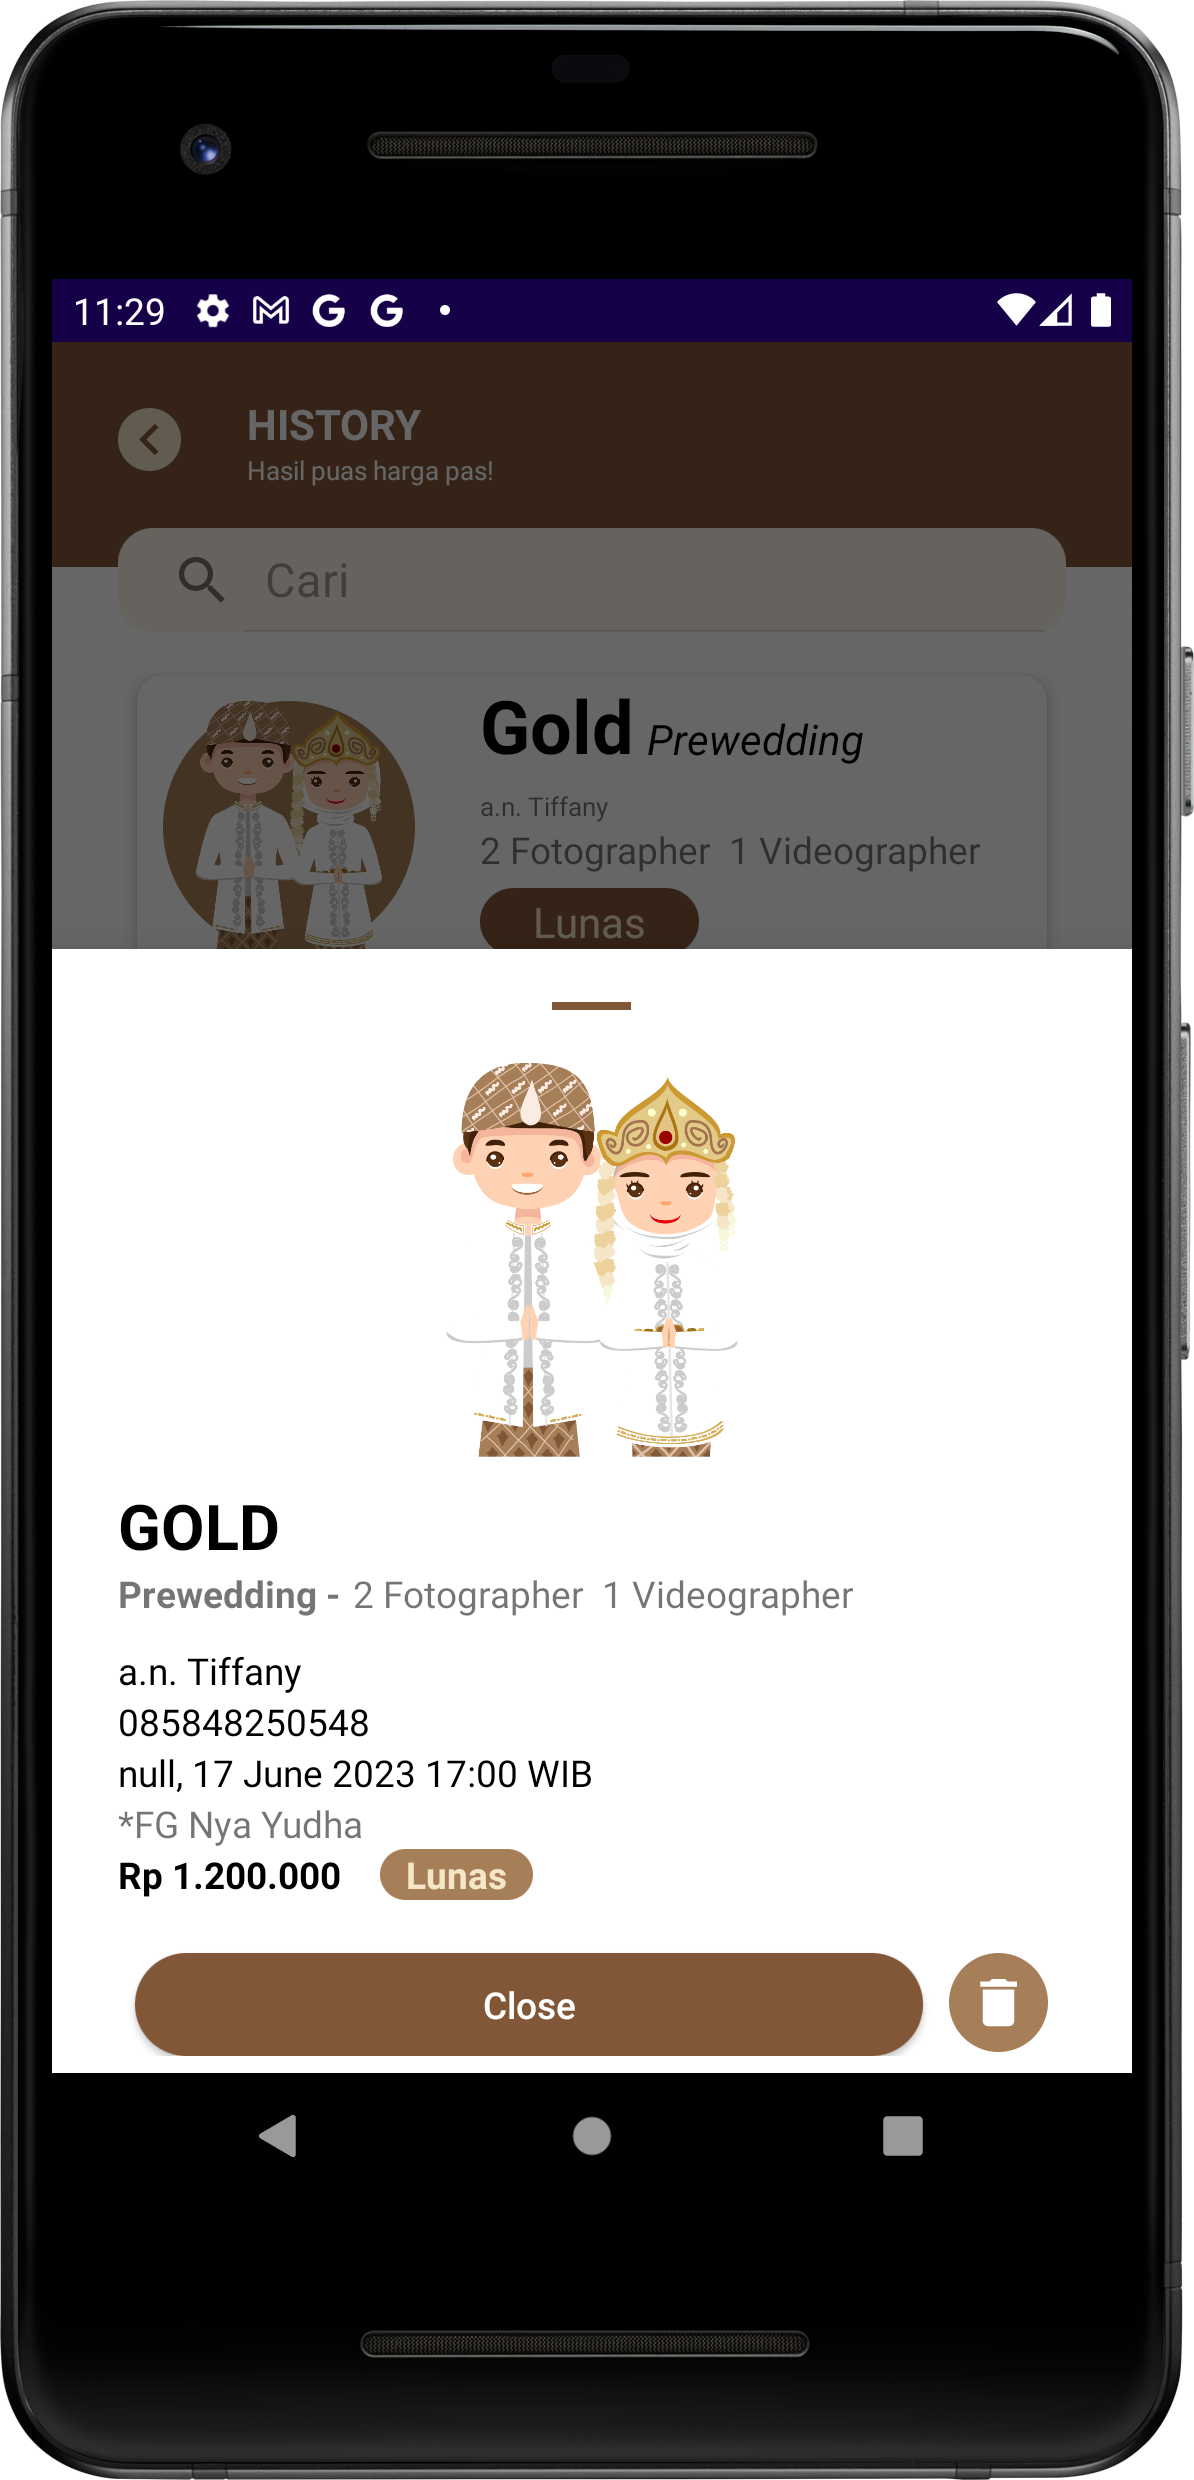 11:29
HISTORY
Hasil puas harga pas!
Cari
Gold Prewedding
a.n. Tiffany
2 Fotographer 1 Videographer
Lunas
GOLD
Prewedding - 2 Fotographer 1 Videographer
a.n. Tiffany
085848250548
null, 17 June 2023 17:00 WIB
*FG Nya Yudha
Rp 1.200.000 Lunas
Close